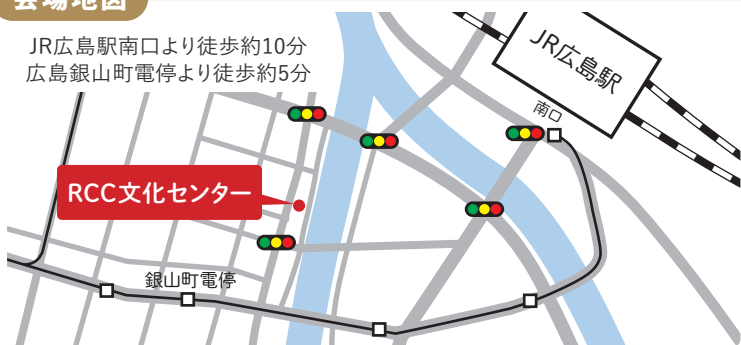 会場地図
JR広島駅南口より徒歩約10分
広島銀山町電停より徒歩約5分
JR広島駅
南口
RCC文化センター
銀山町電停